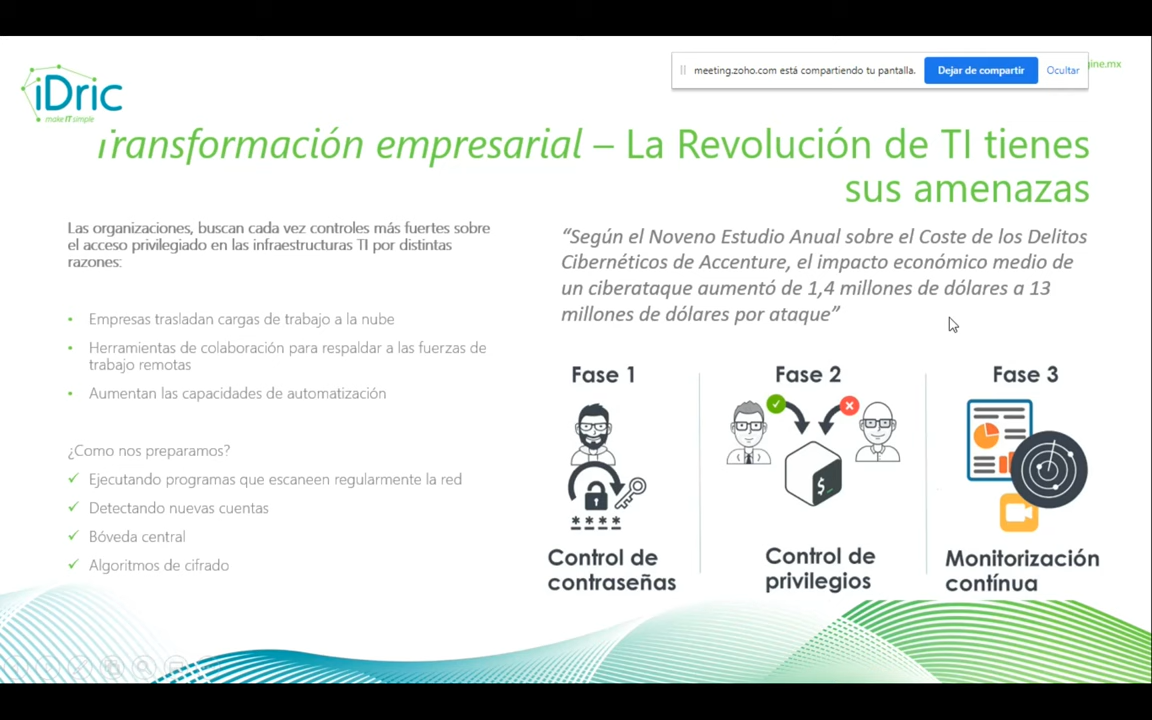 iDric
make IT simple
meeting.zoho.com está compartiendo tu pantalla.
Dejar de compartir
Ocultar
gine.mx
Transformación empresarial – La Revolución de TI tienes
sus amenazas
Las organizaciones, buscan cada vez controles más fuertes sobre
el acceso privilegiado en las infraestructuras TI por distintas
razones:
• Empresas trasladan cargas de trabajo a la nube
• Herramientas de colaboración para respaldar a las fuerzas de
trabajo remotas
• Aumentan las capacidades de automatización
¿Como nos preparamos?
✓ Ejecutando programas que escaneen regularmente la red
✓ Detectando nuevas cuentas
✓ Bóveda central
✓ Algoritmos de cifrado
“Según el Noveno Estudio Anual sobre el Coste de los Delitos
Cibernéticos de Accenture, el impacto económico medio de
un ciberataque aumentó de 1,4 millones de dólares a 13
millones de dólares por ataque”
Fase 1
****
Control de
contraseñas
Fase 2
$_
Control de
privilegios
Fase 3
Monitorización
contínua